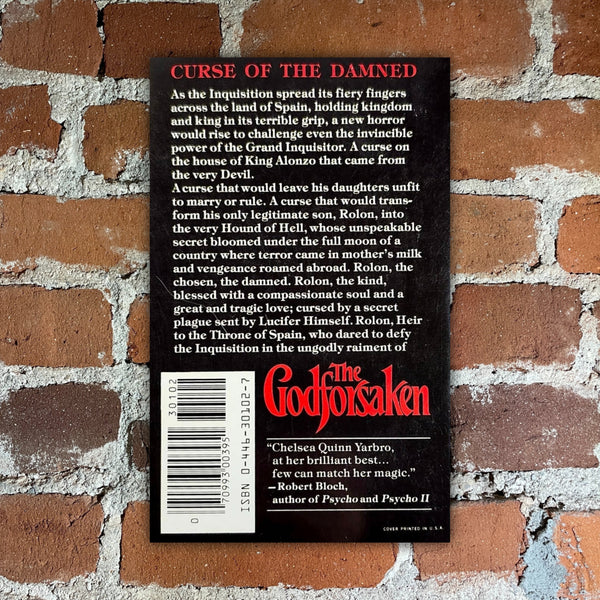 CURSE OF THE DAMNED
As the Inquisition spread its fiery fingers
across the land of Spain, holding kingdom
and king in its terrible grip, a new horror
would rise to challenge even the invincible
power of the Grand Inquisitor. A curse on
the house of King Alonzo that came from
the very Devil.
A curse that would leave his daughters unfit
to marry or rule. A curse that would trans-
form his only legitimate son, Rolon, into
the very Hound of Hell, whose unspeakable
secret bloomed under the full moon of a
country where terror came in mother's milk
and vengeance roamed abroad. Rolon, the
chosen, the damned. Rolon, the kind,
blessed with a compassionate soul and a
great and tragic love; cursed by a secret
plague sent by Lucifer Himself. Rolon, Heir
to the Throne of Spain, who dared to defy
the Inquisition in the ungodly raiment of
The
Godforsaken
"Chelsea Quinn Yarbro,
at her brilliant best...
few can match her magic."
—Robert Bloch,
author of Psycho and Psycho II
COVER PRINTED IN U.S.A.
30102
0 70993 00395
ISBN 0-446-30102-7